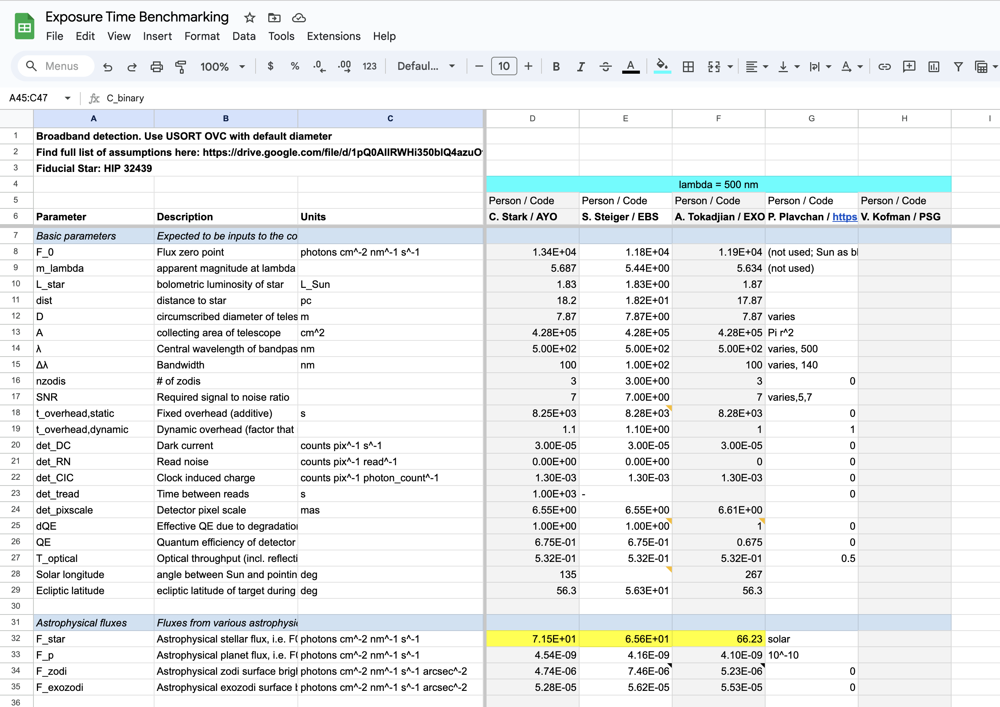 Exposure Time Benchmarking
File Edit View Insert Format Data Tools Extensions Help
Menus 100% $ % .0 .00 123 Defaul... 10 B I A
A45:C47 fx C_binary
A B C D E F G H I
1 Broadband detection. Use USORT OVC with default diameter
2 Find full list of assumptions here: https://drive.google.com/file/d/
3 Fiducial Star: HIP 32439
4 lambda = 500 nm
5 Person / Code Person / Code Person / Code Person / Code Person / Code
6 Parameter Description Units C. Stark / AYO S. Steiger / EBS A. Tokadjian / EXO P. Plavchan / https V. Kofman / PSG
7 Basic parameters Expected to be inputs to the co
8 F_0 Flux zero point photons cm^-2 nm^-1 s^-1 1.34E+04 1.18E+04 1.19E+04 (not used; Sun as bl
9 m_lambda apparent magnitude at lambda 5.687 5.44E+00 5.634 (not used)
10 L_star bolometric luminosity of star L_Sun 1.83 1.83E+00 1.87
11 dist distance to star pc 18.2 1.82E+01 17.87
12 D circumscribed diameter of teles m 7.87 7.87E+00 7.87 varies
13 A collecting area of telescope cm^2 4.28E+05 4.28E+05 4.28E+05 Pi r^2
14 λ Central wavelength of bandpas nm 5.00E+02 5.00E+02 5.00E+02 varies, 500
15 Δλ Bandwidth nm 100 1.00E+02 100 varies, 140
16 nzodis # of zodis 3 3.00E+00 3 0
17 SNR Required signal to noise ratio 7 7.00E+00 7 varies,5,7
18 t_overhead,static Fixed overhead (additive) s 8.25E+03 8.28E+03 8.28E+03 0
19 t_overhead,dynamic Dynamic overhead (factor that 1.1 1.10E+00 1 1
20 det_DC Dark current counts pix^-1 s^-1 3.00E-05 3.00E-05 3.00E-05 0
21 det_RN Read noise counts pix^-1 read^-1 0.00E+00 0.00E+00 0 0
22 det_CIC Clock induced charge counts pix^-1 photon_count^-1 1.30E-03 1.30E-03 1.30E-03 0
23 det_tread Time between reads s 1.00E+03 - 0
24 det_pixscale Detector pixel scale mas 6.55E+00 6.55E+00 6.61E+00
25 dQE Effective QE due to degradation 1.00E+00 1.00E+00 1 0
26 QE Quantum efficiency of detector 6.75E-01 6.75E-01 0.675 0
27 T_optical Optical throughput (incl. reflecti 5.32E-01 5.32E-01 5.32E-01 0.5
28 Solar longitude angle between Sun and pointin deg 135 267
29 Ecliptic latitude ecliptic latitude of target during deg 56.3 5.63E+01 56.3
30
31 Astrophysical fluxes Fluxes from various astrophysic
32 F_star Astrophysical stellar flux, i.e. F0 photons cm^-2 nm^-1 s^-1 7.15E+01 6.56E+01 66.23 solar
33 F_p Astrophysical planet flux, i.e. F0 photons cm^-2 nm^-1 s^-1 4.54E-09 4.16E-09 4.10E-09 10^-10
34 F_zodi Astrophysical zodi surface brigh photons cm^-2 nm^-1 s^-1 arcsec^-2 4.74E-06 7.46E-06 5.23E-06 0
35 F_exozodi Astrophysical exozodi surface b photons cm^-2 nm^-1 s^-1 arcsec^-2 5.28E-05 5.62E-05 5.53E-05 0
36